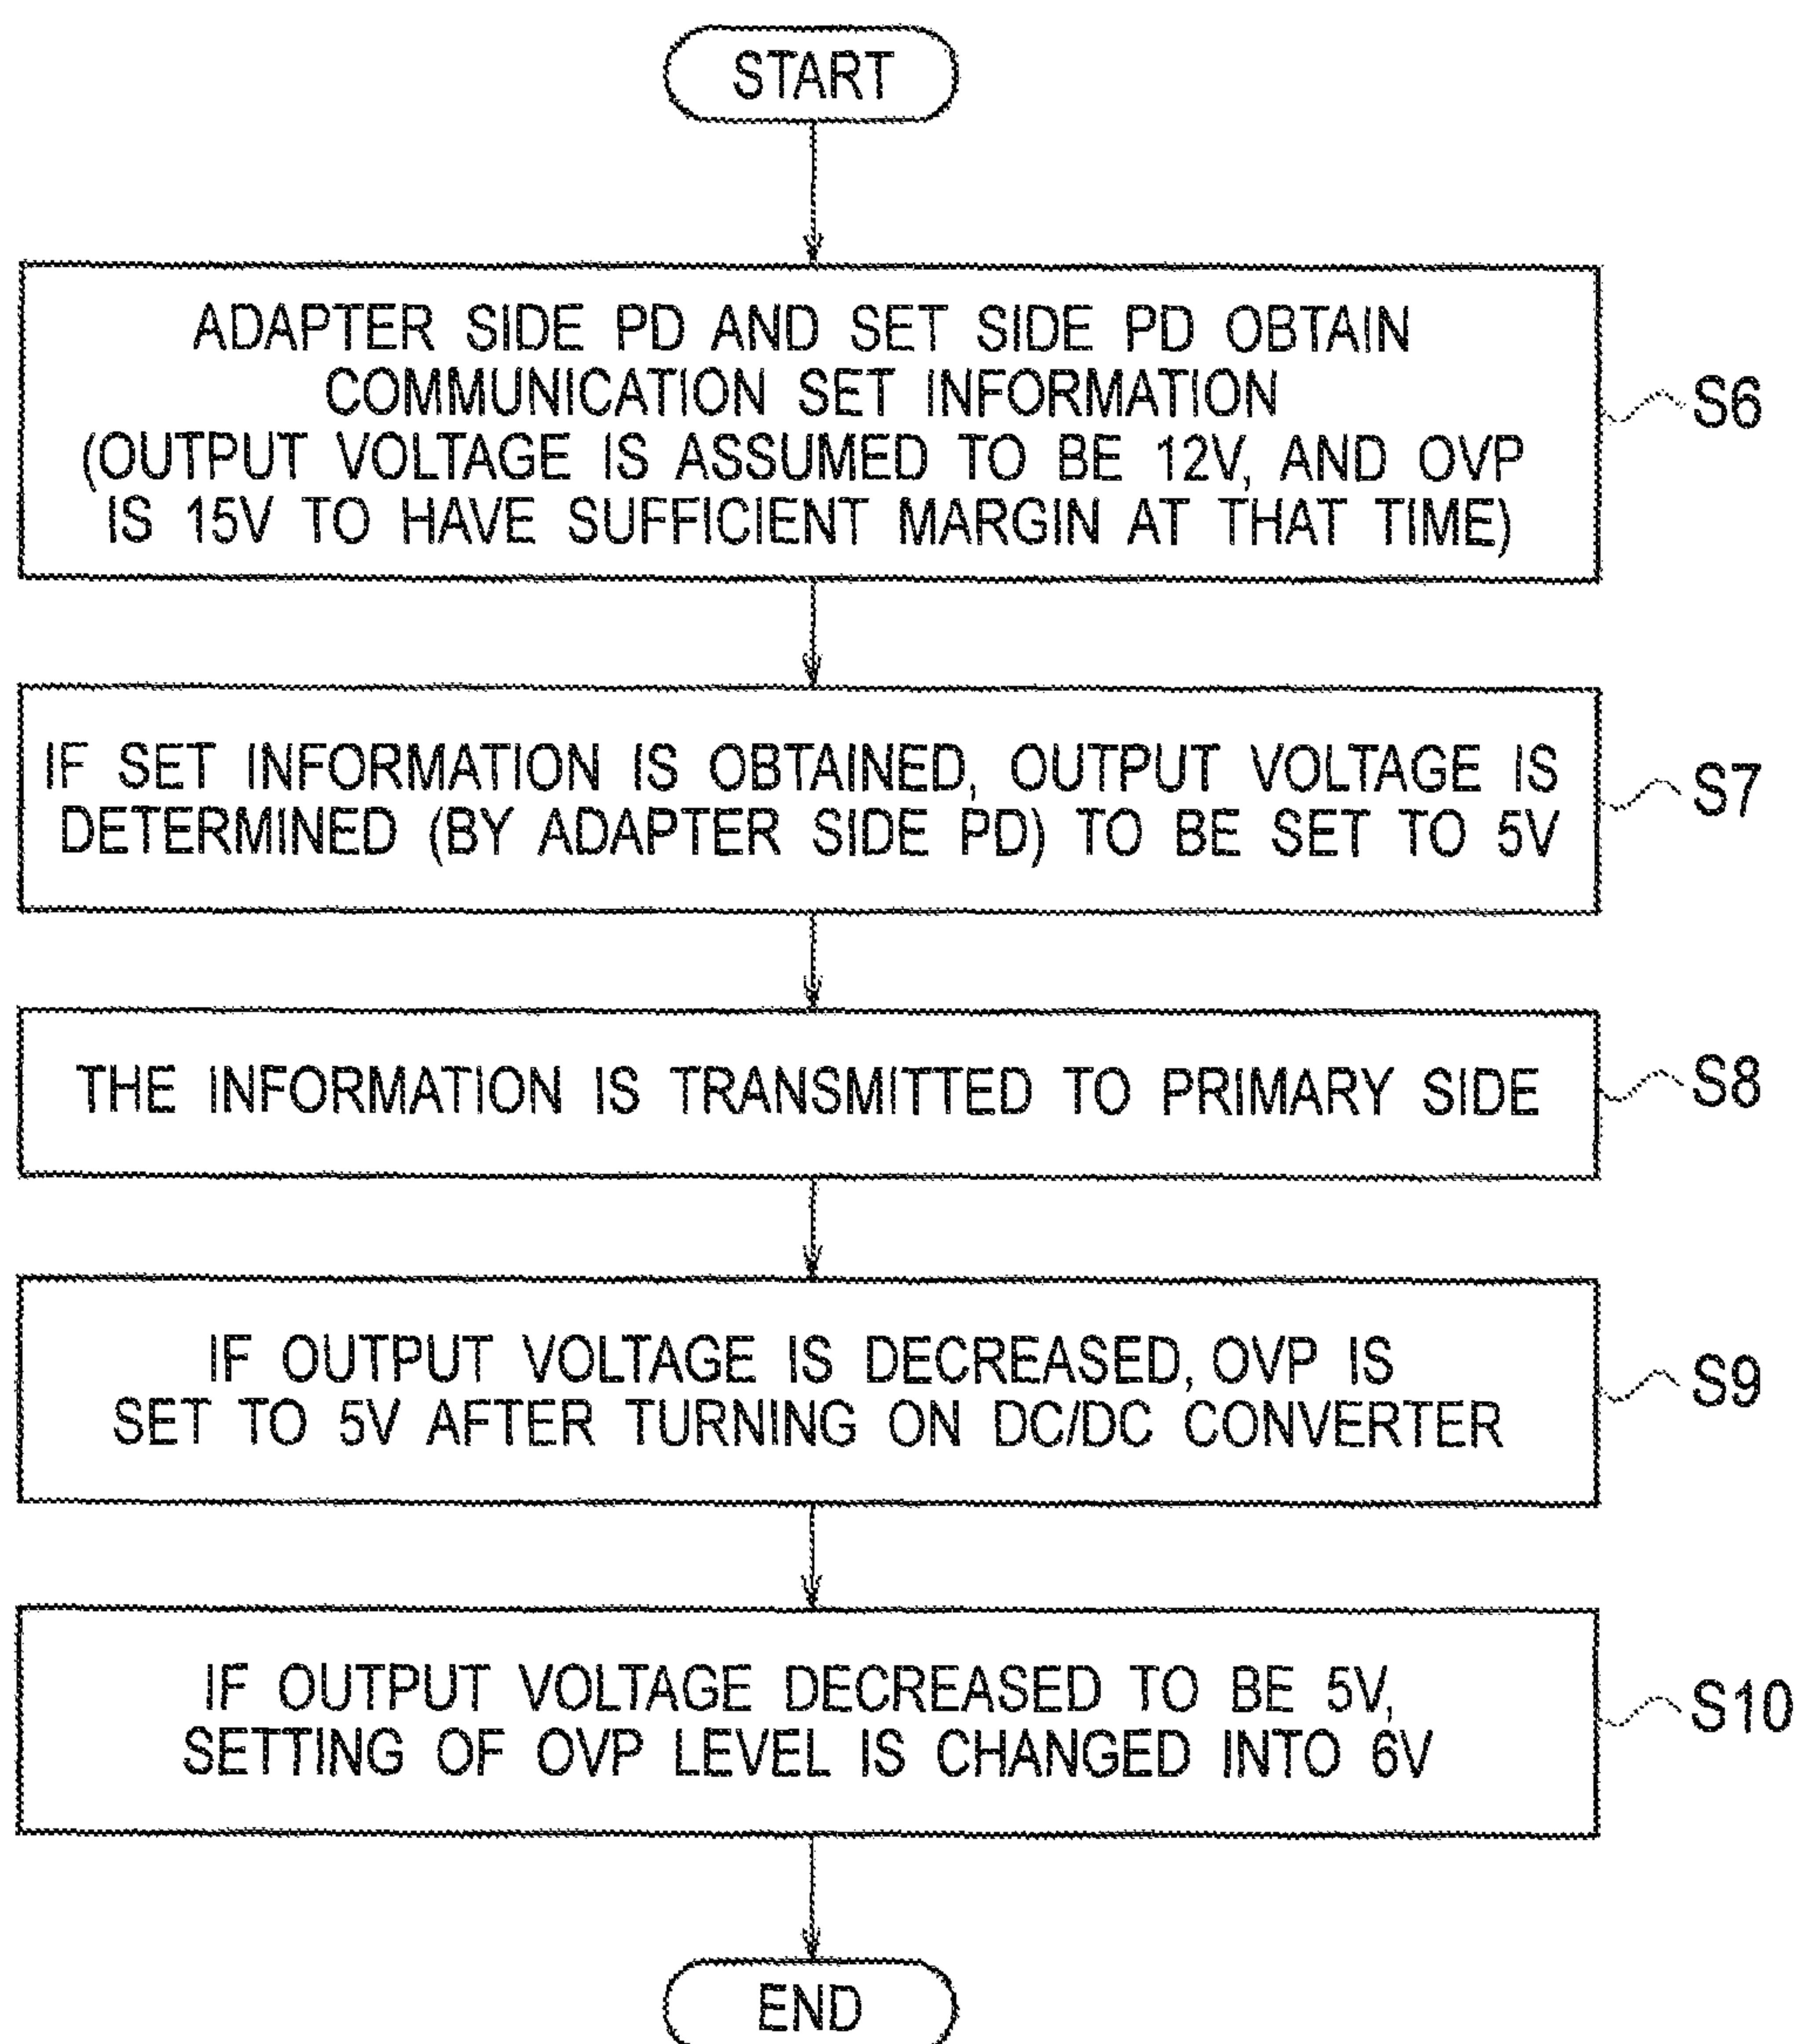 START
ADAPTER SIDE PD AND SET SIDE PD OBTAIN
COMMUNICATION SET INFORMATION
(OUTPUT VOLTAGE IS ASSUMED TO BE 12V, AND OVP
IS 15V TO HAVE SUFFICIENT MARGIN AT THAT TIME)
S6
IF SET INFORMATION IS OBTAINED, OUTPUT VOLTAGE IS
DETERMINED (BY ADAPTER SIDE PD) TO BE SET TO 5V
S7
THE INFORMATION IS TRANSMITTED TO PRIMARY SIDE
S8
IF OUTPUT VOLTAGE IS DECREASED, OVP IS
SET TO 5V AFTER TURNING ON DC/DC CONVERTER
S9
IF OUTPUT VOLTAGE DECREASED TO BE 5V,
SETTING OF OVP LEVEL IS CHANGED INTO 6V
S10
END